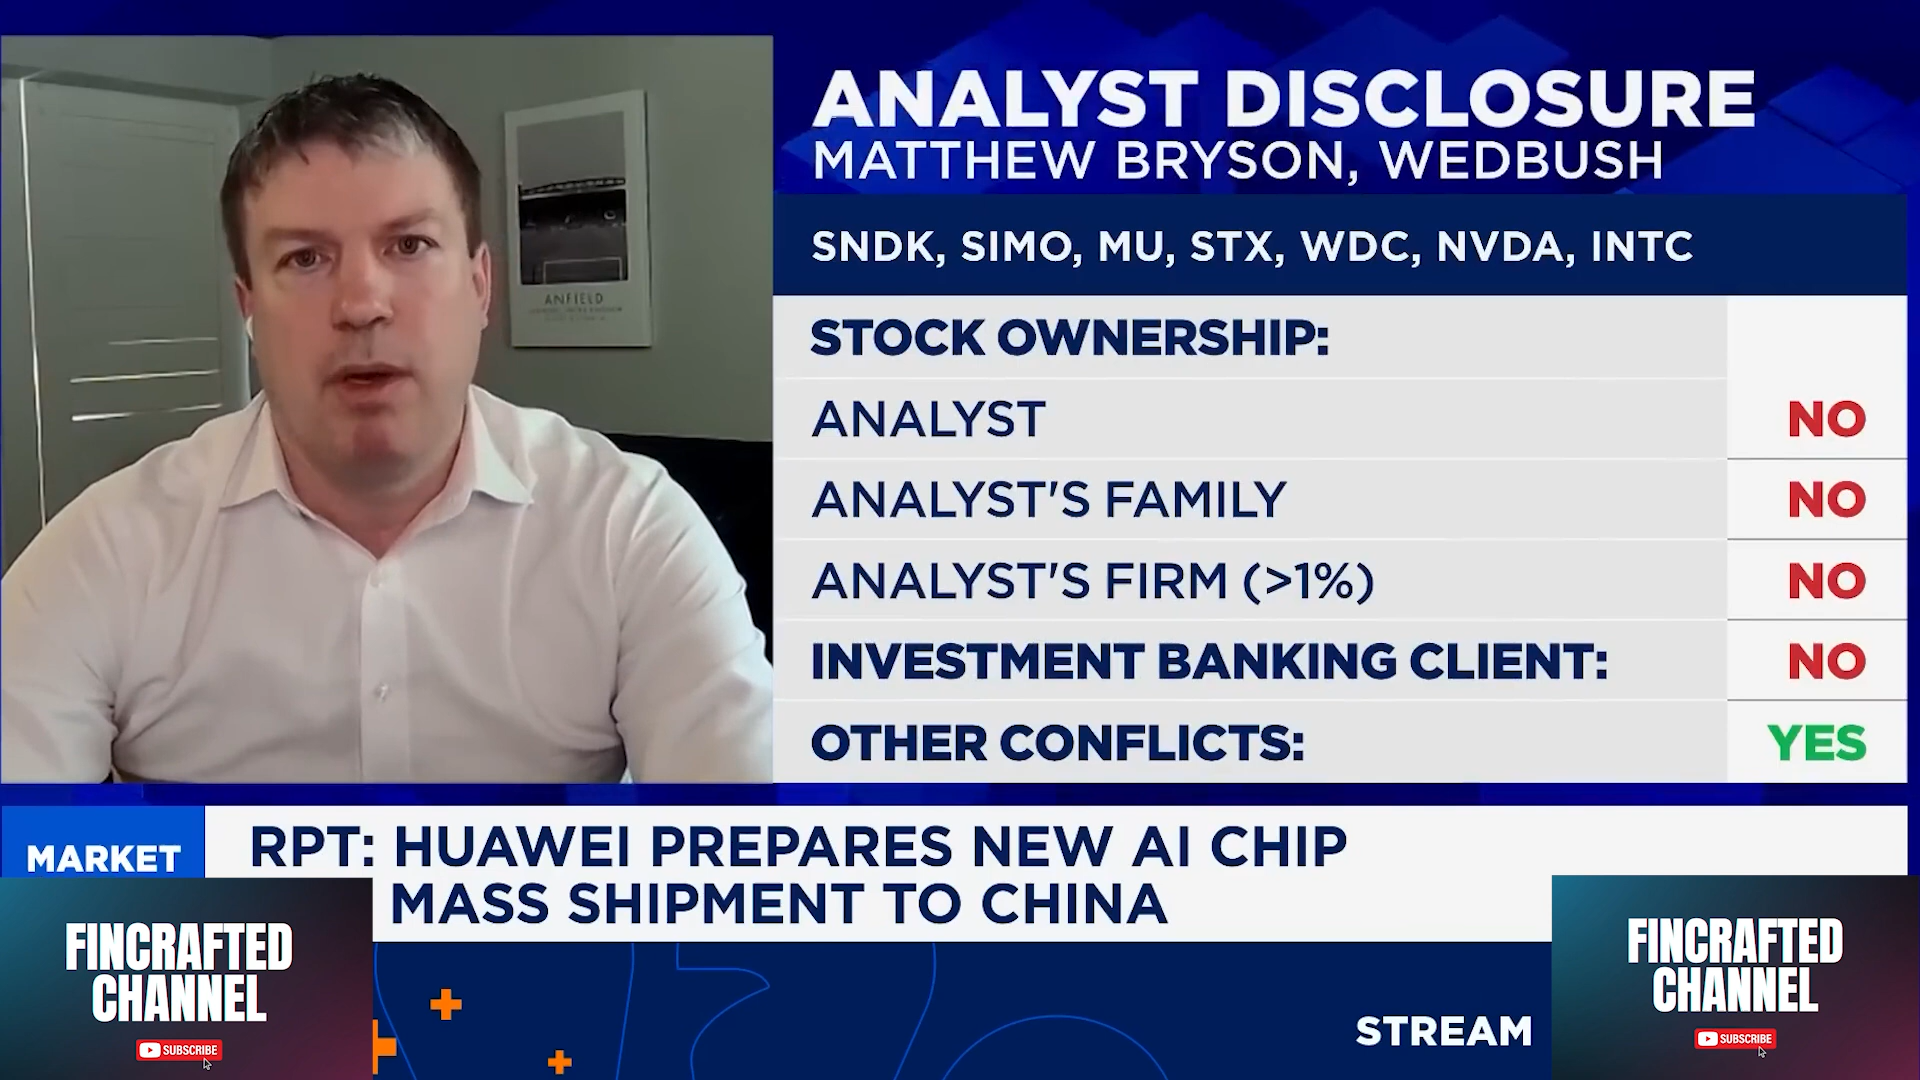 ANALYST DISCLOSURE
MATTHEW BRYSON, WEDBUSH
SNDK, SIMO, MU, STX, WDC, NVDA, INTC
STOCK OWNERSHIP:
ANALYST NO
ANALYST'S FAMILY NO
ANALYST'S FIRM (>1%) NO
INVESTMENT BANKING CLIENT: NO
OTHER CONFLICTS: YES
ANFIELD
MARKET
RPT: HUAWEI PREPARES NEW AI CHIP
MASS SHIPMENT TO CHINA
FINCRAFTED
CHANNEL
SUBSCRIBE
STREAM
FINCRAFTED
CHANNEL
SUBSCRIBE